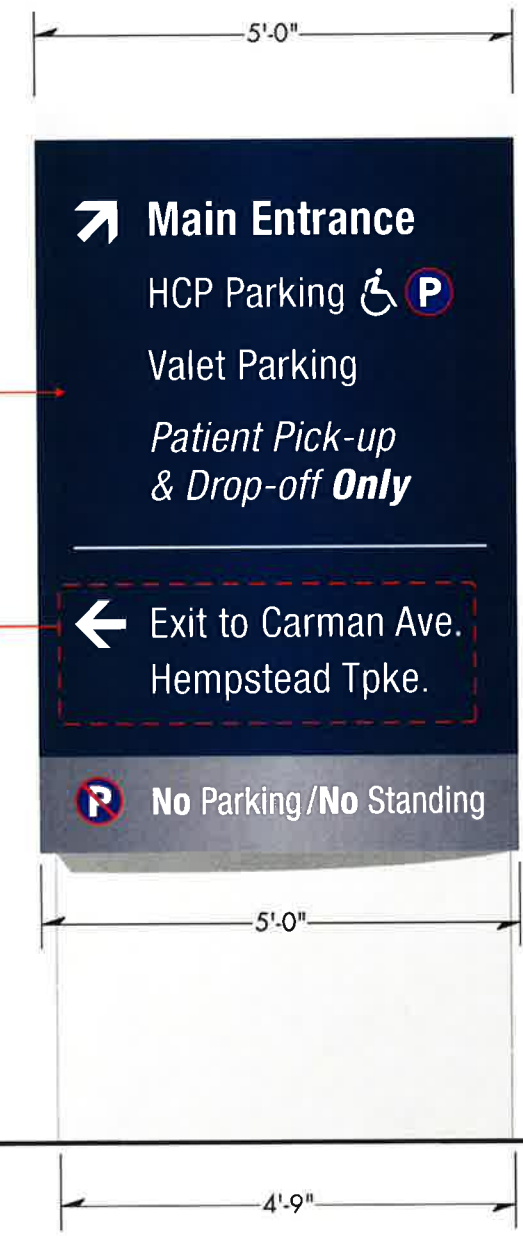 5'-0"
Main Entrance
HCP Parking P
Valet Parking
Patient Pick-up
& Drop-off Only
Exit to Carman Ave.
Hempstead Tpke.
P No Parking/No Standing
5'-0"
4'-9"